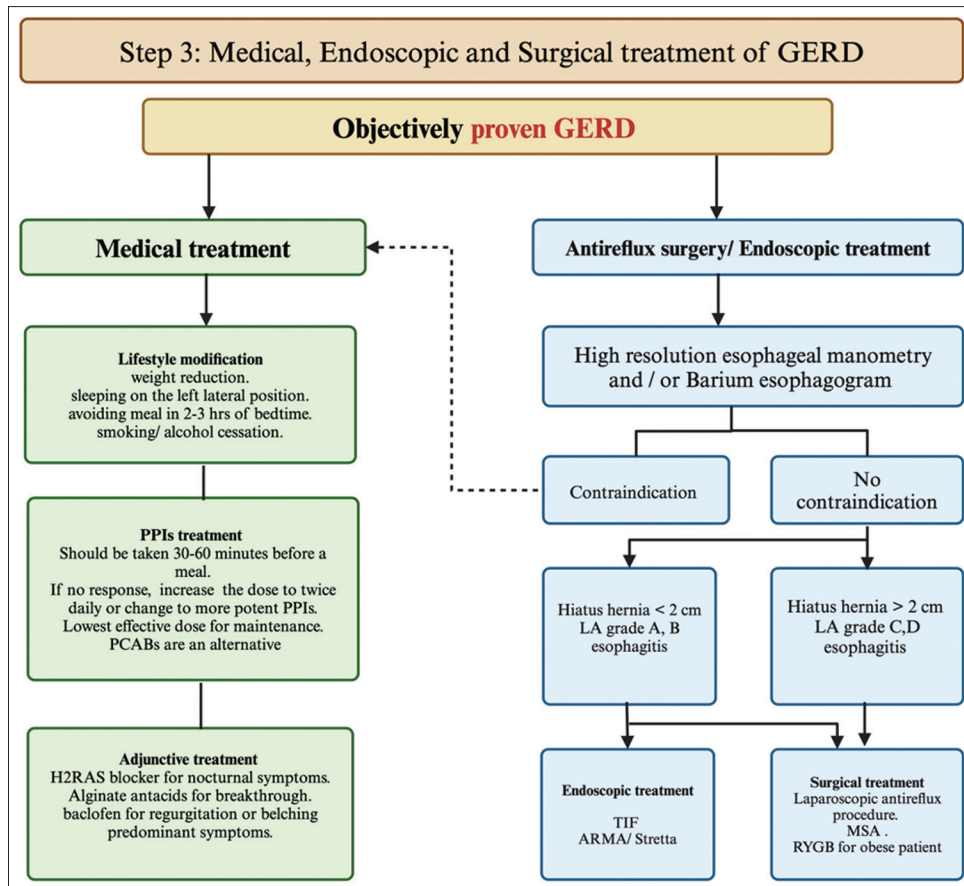 Step 3: Medical, Endoscopic and Surgical treatment of GERD
Objectively proven GERD
Medical treatment
Lifestyle modification
weight reduction.
sleeping on the left lateral position.
avoiding meal in 2-3 hrs of bedtime.
smoking/ alcohol cessation.
PPIs treatment
Should be taken 30-60 minutes before a
meal.
If no response, increase the dose to twice
daily or change to more potent PPIs.
Lowest effective dose for maintenance.
PCABs are an alternative
Adjunctive treatment
H2RAS blocker for nocturnal symptoms.
Alginate antacids for breakthrough.
baclofen for regurgitation or belching
predominant symptoms.
Antireflux surgery/ Endoscopic treatment
High resolution esophageal manometry
and / or Barium esophagogram
Contraindication
No
contraindication
Hiatus hernia < 2 cm
LA grade A, B
esophagitis
Hiatus hernia > 2 cm
LA grade C,D
esophagitis
Endoscopic treatment
TIF
ARMA/ Stretta
Surgical treatment
Laparoscopic antireflux
procedure.
MSA .
RYGB for obese patient